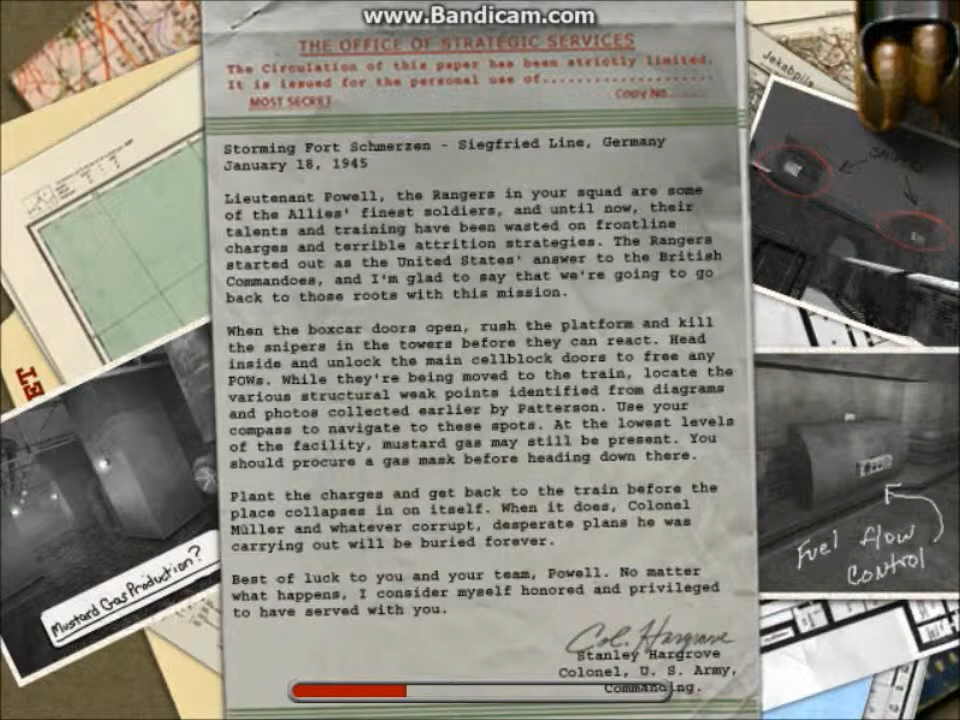 www.Bandicam.com
THE OFFICE OF STRATEGIC SERVICES
The Circulation of this paper has been strictly limited.
It is issued for the personal use of......................
MOST SECRET
Copy No.......
Storming Fort Schmerzen - Siegfried Line, Germany
January 18, 1945
Lieutenant Powell, the Rangers in your squad are some
of the Allies' finest soldiers, and until now, their
talents and training have been wasted on frontline
charges and terrible attrition strategies. The Rangers
started out as the United States' answer to the British
Commandoes, and I'm glad to say that we're going to go
back to those roots with this mission.
When the boxcar doors open, rush the platform and kill
the snipers in the towers before they can react. Head
inside and unlock the main cellblock doors to free any
POWs. While they're being moved to the train, locate the
various structural weak points identified from diagrams
and photos collected earlier by Patterson. Use your
compass to navigate to these spots. At the lowest levels
of the facility, mustard gas may still be present. You
should procure a gas mask before heading down there.
Plant the charges and get back to the train before the
place collapses in on itself. When it does, Colonel
Müller and whatever corrupt, desperate plans he was
carrying out will be buried forever.
Best of luck to you and your team, Powell. No matter
what happens, I consider myself honored and privileged
to have served with you.
Col. Hargrove
Stanley Hargrove
Colonel, U. S. Army,
Commanding.
Jekabpils
ET
Mustard Gas Production?
Fuel flow
control